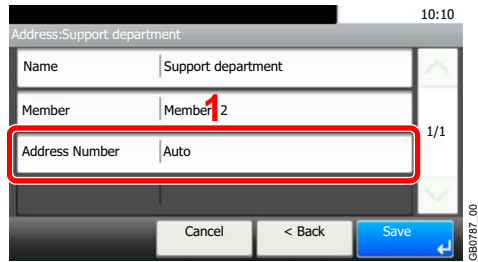 10:10
Address:Support department
Name Support department
Member Member: 2
1
1/1
Address Number Auto
Cancel < Back Save
GB0787_00